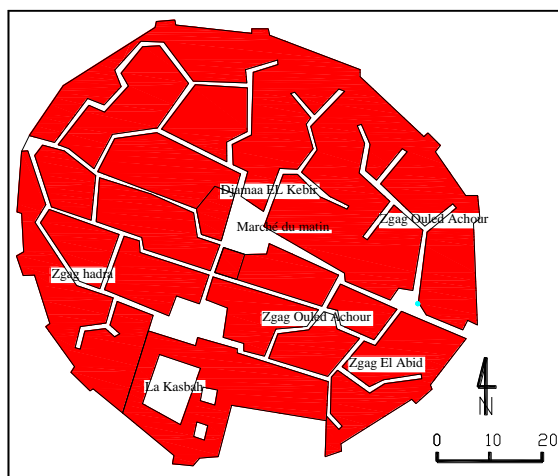 Djamaa EL Kebir
Marché du matin
Zgag Ouled Achour
Zgag hadra
Zgag Ouled Achour
Zgag El Abid
La Kasbah
N
0 10 20